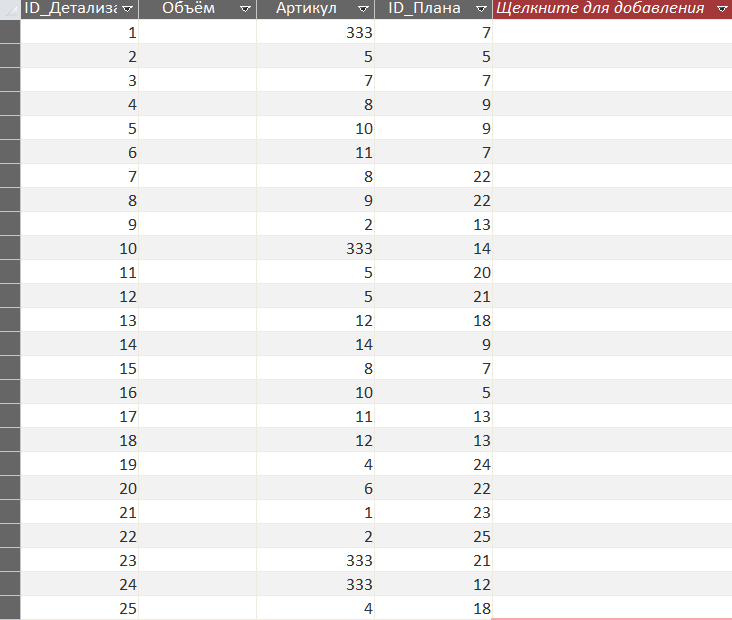 ID_Детализа Объём Артикул ID_Плана Щелкните для добавления
1 333 7
2 5 5
3 7 7
4 8 9
5 10 9
6 11 7
7 8 22
8 9 22
9 2 13
10 333 14
11 5 20
12 5 21
13 12 18
14 14 9
15 8 7
16 10 5
17 11 13
18 12 13
19 4 24
20 6 22
21 1 23
22 2 25
23 333 21
24 333 12
25 4 18